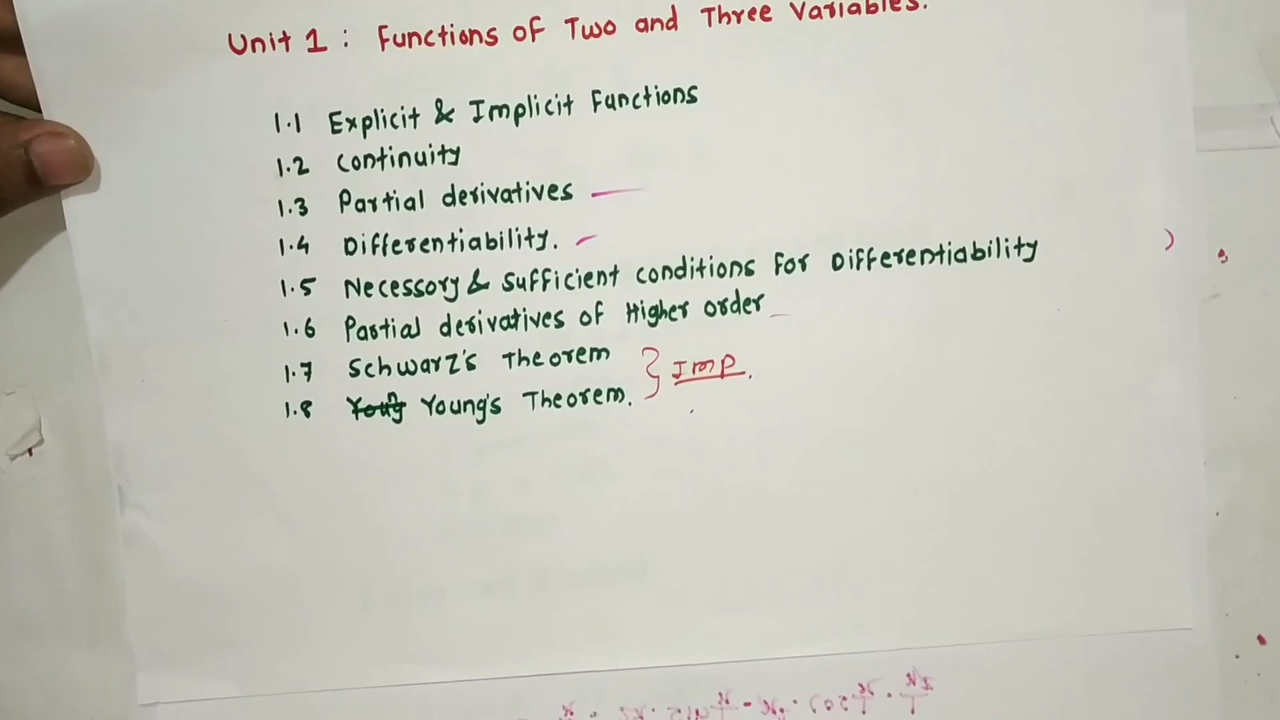 Unit 1 : Functions of Two and Three Variables.
1.1 Explicit & Implicit Functions
1.2 Continuity
1.3 Partial derivatives
1.4 Differentiability.
1.5 Necessory & Sufficient conditions for Differentiability
1.6 Partial derivatives of Higher order
1.7 Schwarz's Theorem
} Imp.
1.8 Young Young's Theorem.